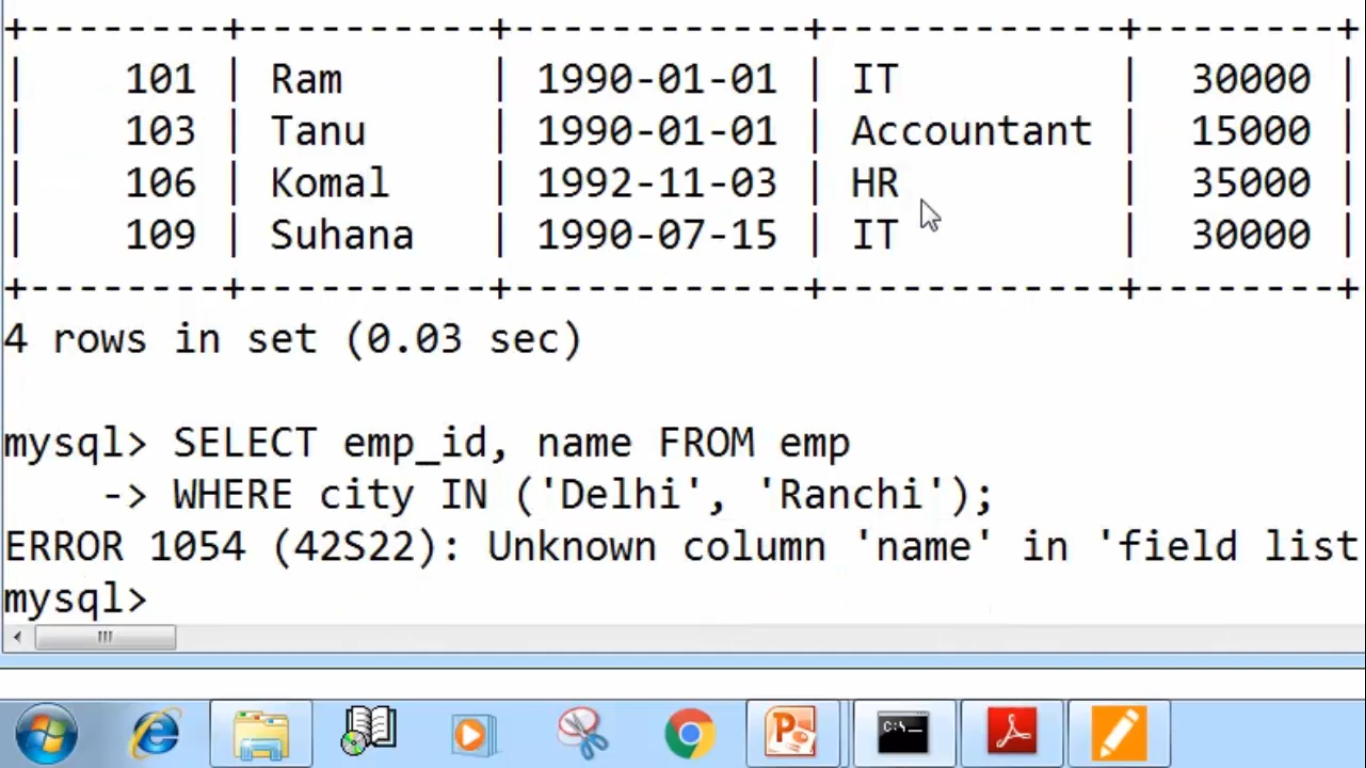 +--------+----------+------------+------------+--------+
| 101 | Ram | 1990-01-01 | IT | 30000 |
| 103 | Tanu | 1990-01-01 | Accountant | 15000 |
| 106 | Komal | 1992-11-03 | HR | 35000 |
| 109 | Suhana | 1990-07-15 | IT | 30000 |
+--------+----------+------------+------------+--------+
4 rows in set (0.03 sec)
mysql> SELECT emp_id, name FROM emp
-> WHERE city IN ('Delhi', 'Ranchi');
ERROR 1054 (42S22): Unknown column 'name' in 'field list
mysql>